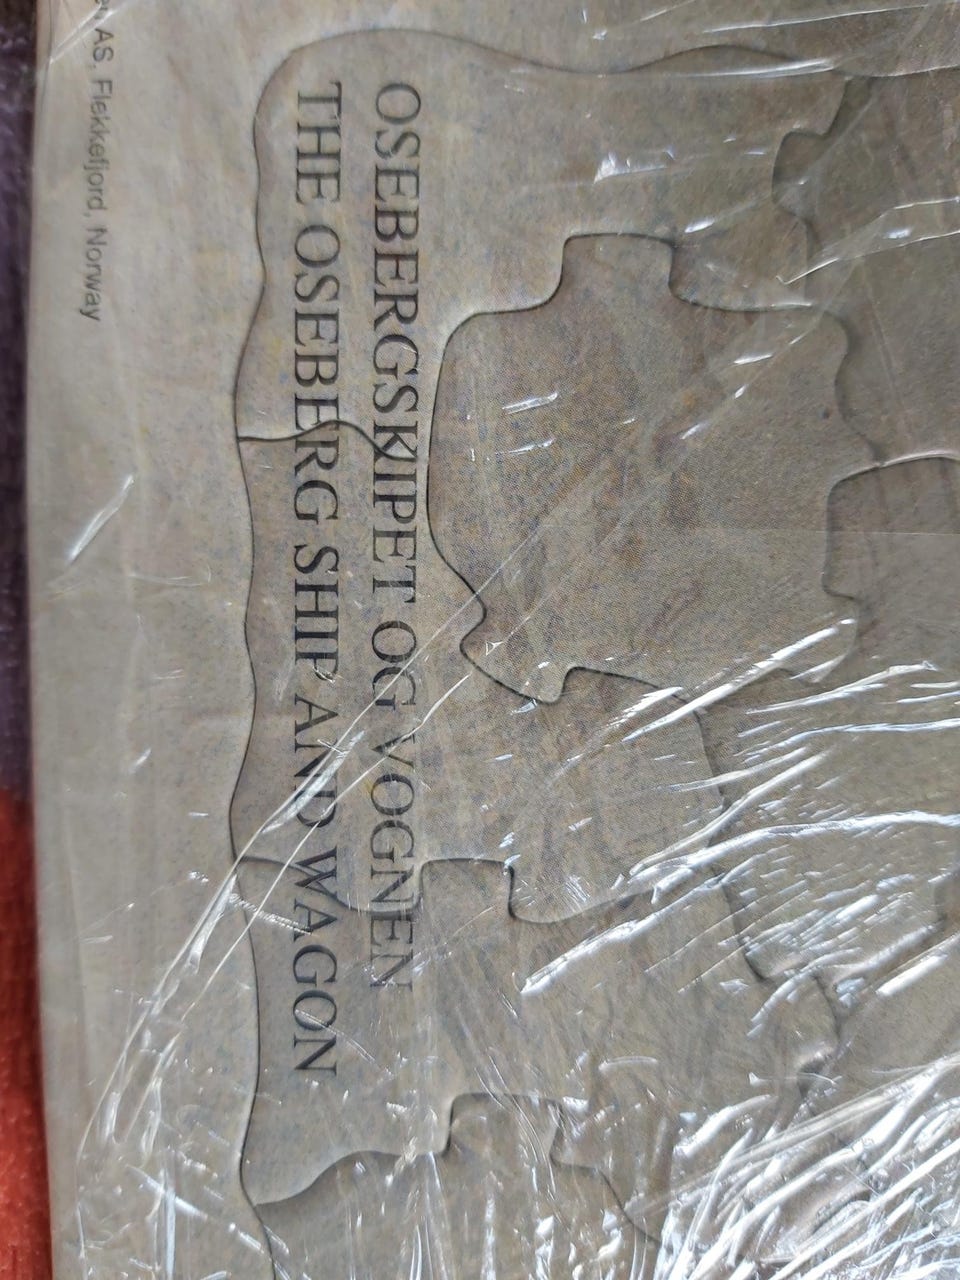 OSEBERGSKIPET OG VOGNEN
THE OSEBERG SHIP AND WAGON
AS, Flekkefjord, Norway